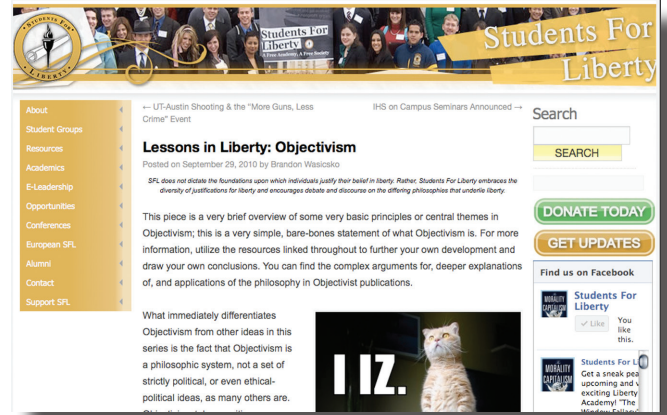 STUDENTS FOR
LIBERTY
Students For Liberty
A Free Academy, A Free Society
Students For
Liberty
About
Student Groups
Resources
Academics
E-Leadership
Opportunities
Conferences
European SFL
Alumni
Contact
Support SFL
← UT-Austin Shooting & the "More Guns, Less
Crime" Event
IHS on Campus Seminars Announced →
Lessons in Liberty: Objectivism
Posted on September 29, 2010 by Brandon Wasicsko
SFL does not dictate the foundations upon which individuals justify their belief in liberty. Rather, Students For Liberty embraces the
diversity of justifications for liberty and encourages debate and discourse on the differing philosophies that underlie liberty.
This piece is a very brief overview of some very basic principles or central themes in
Objectivism; this is a very simple, bare-bones statement of what Objectivism is. For more
information, utilize the resources linked throughout to further your own development and
draw your own conclusions. You can find the complex arguments for, deeper explanations
of, and applications of the philosophy in Objectivist publications.
What immediately differentiates
Objectivism from other ideas in this
series is the fact that Objectivism is
a philosophic system, not a set of
strictly political, or even ethical-
political ideas, as many others are.
I IZ.
Search
SEARCH
DONATE TODAY
GET UPDATES
Find us on Facebook
MORALITY
CAPITALISM
Students For
Liberty
Like
You
like
this.
MORALITY
CAPITALISM
Students For Li
Get a sneak pea
upcoming and v
exciting Liberty
Academy! "The
Window Fallacy"